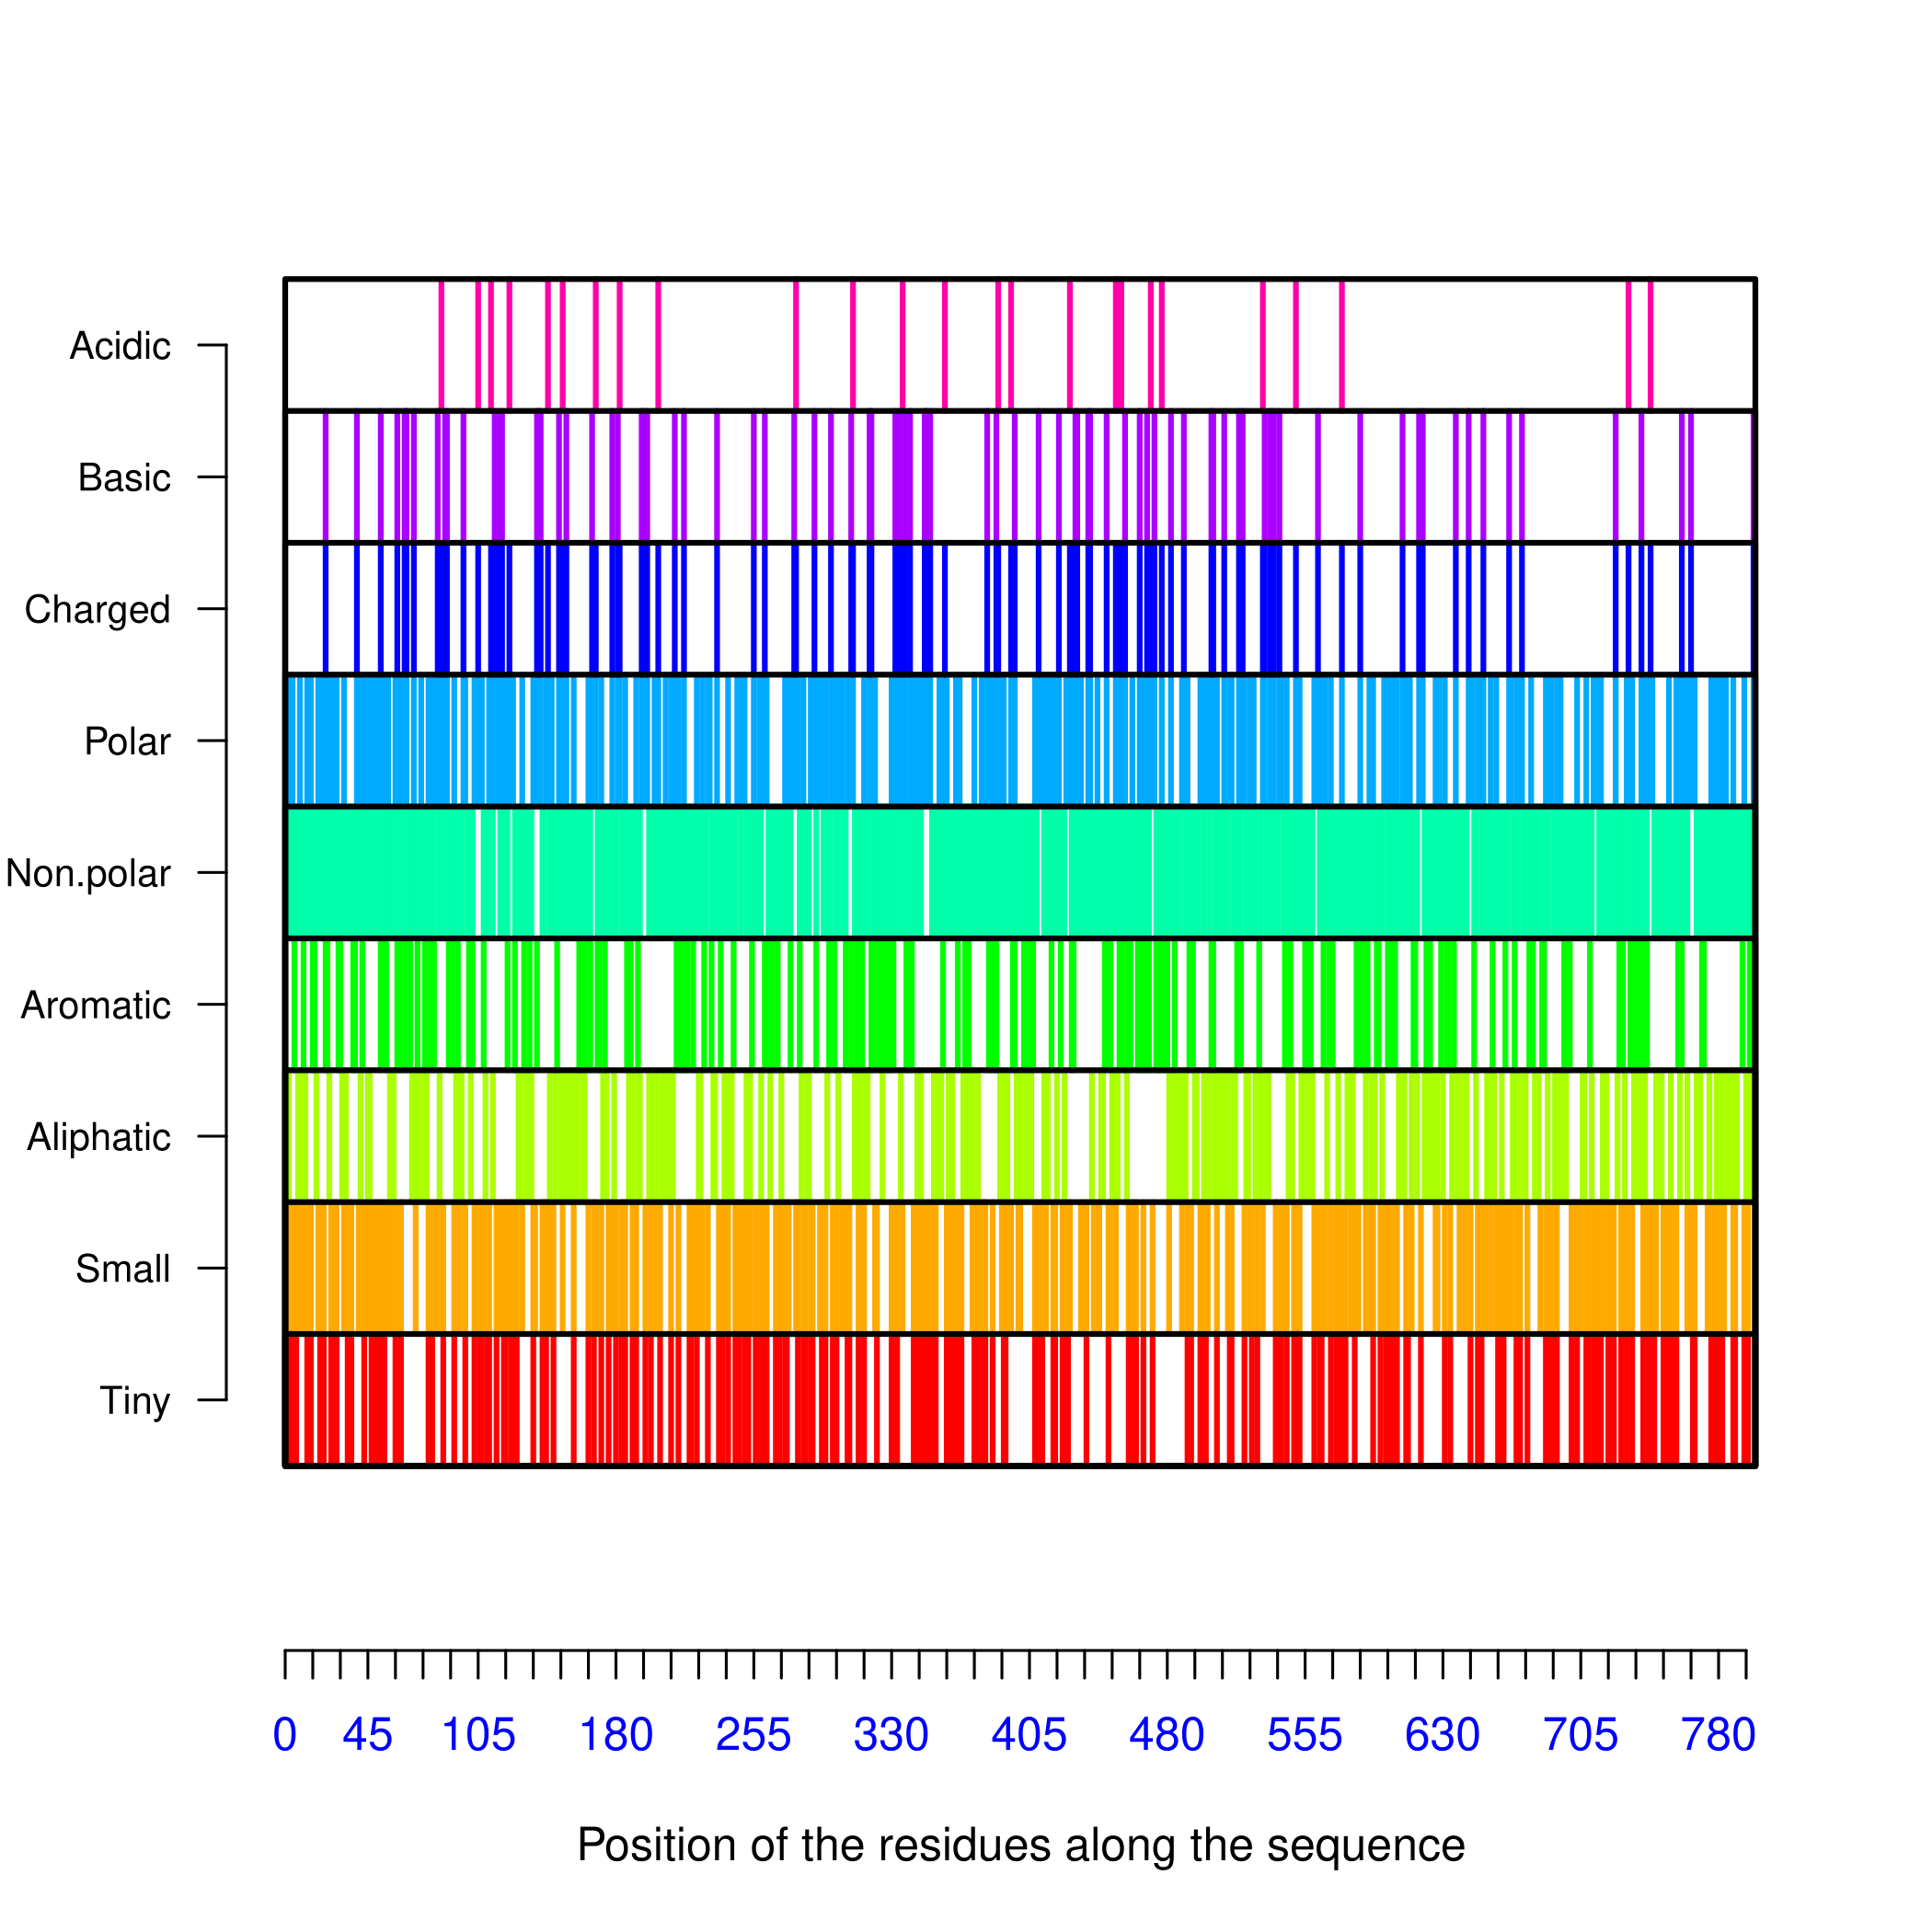 Acidic
Basic
Charged
Polar
Non.polar
Aromatic
Aliphatic
Small
Tiny
0 45 105 180 255 330 405 480 555 630 705 780
Position of the residues along the sequence